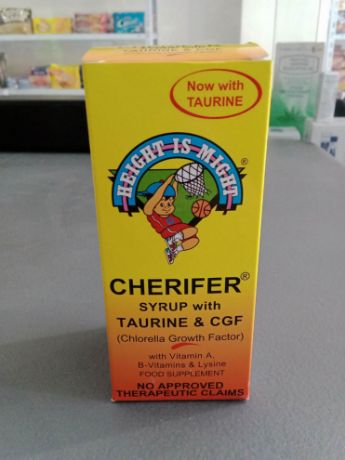 Now with
TAURINE
HEIGHT IS MIGHT
®
CHERIFER®
SYRUP with
TAURINE & CGF
(Chlorella Growth Factor)
with Vitamin A,
B-Vitamins & Lysine
FOOD SUPPLEMENT
NO APPROVED
THERAPEUTIC CLAIMS